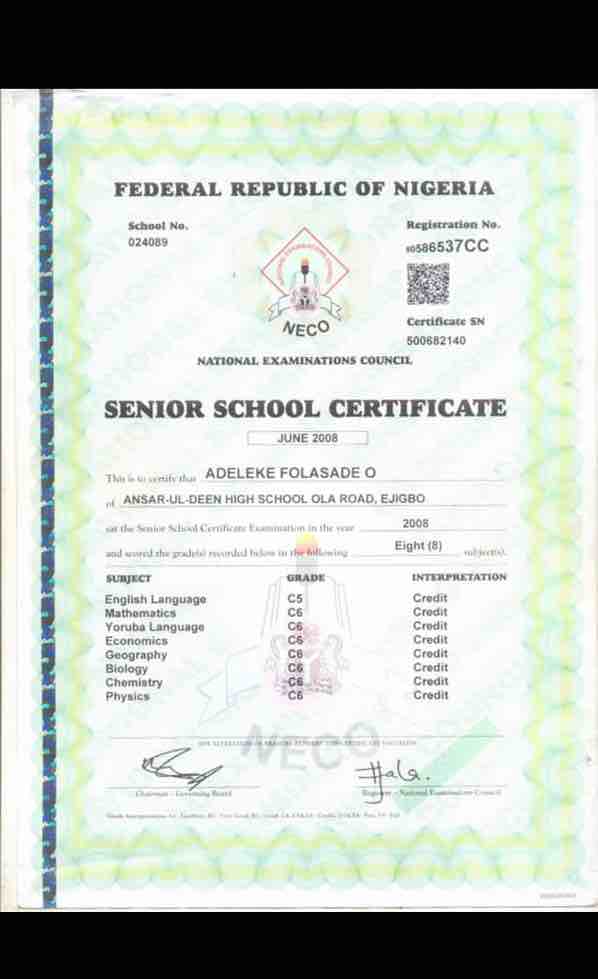 FEDERAL REPUBLIC OF NIGERIA
School No.
024089
Registration No.
80586537CC
NECO
Certificate SN
500682140
NATIONAL EXAMINATIONS COUNCIL
SENIOR SCHOOL CERTIFICATE
JUNE 2008
This is to certify that ADELEKE FOLASADE O
of ANSAR-UL-DEEN HIGH SCHOOL OLA ROAD, EJIGBO
sat the Senior School Certificate Examination in the year 2008
and scored the grade(s) recorded below in the following Eight (8) subject(s).
SUBJECT GRADE INTERPRETATION
English Language C5 Credit
Mathematics C6 Credit
Yoruba Language C6 Credit
Economics C6 Credit
Geography C6 Credit
Biology C6 Credit
Chemistry C6 Credit
Physics C6 Credit
NECO
Chairman - Governing Board
Registrar - National Examinations Council